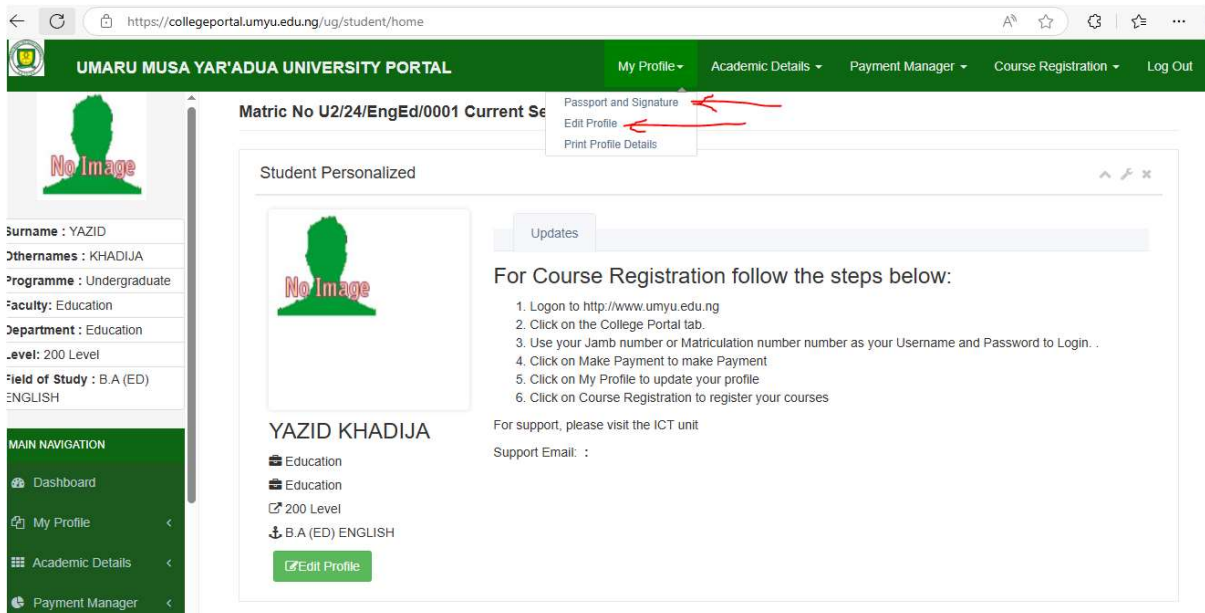 https://collegeportal.umyu.edu.ng/ug/student/home
UMARU MUSA YAR'ADUA UNIVERSITY PORTAL
My Profile
Academic Details
Payment Manager
Course Registration
Log Out
Passport and Signature
Edit Profile
Print Profile Details
No Image
Surname : YAZID
Othernames : KHADIJA
Programme : Undergraduate
Faculty: Education
Department : Education
Level: 200 Level
Field of Study : B.A (ED)
ENGLISH
MAIN NAVIGATION
Dashboard
My Profile
Academic Details
Payment Manager
Matric No U2/24/EngEd/0001 Current Se
Student Personalized
No Image
YAZID KHADIJA
Education
Education
200 Level
B.A (ED) ENGLISH
Edit Profile
Updates
For Course Registration follow the steps below:
1. Logon to http://www.umyu.edu.ng
2. Click on the College Portal tab.
3. Use your Jamb number or Matriculation number number as your Username and Password to Login. .
4. Click on Make Payment to make Payment
5. Click on My Profile to update your profile
6. Click on Course Registration to register your courses
For support, please visit the ICT unit
Support Email: :